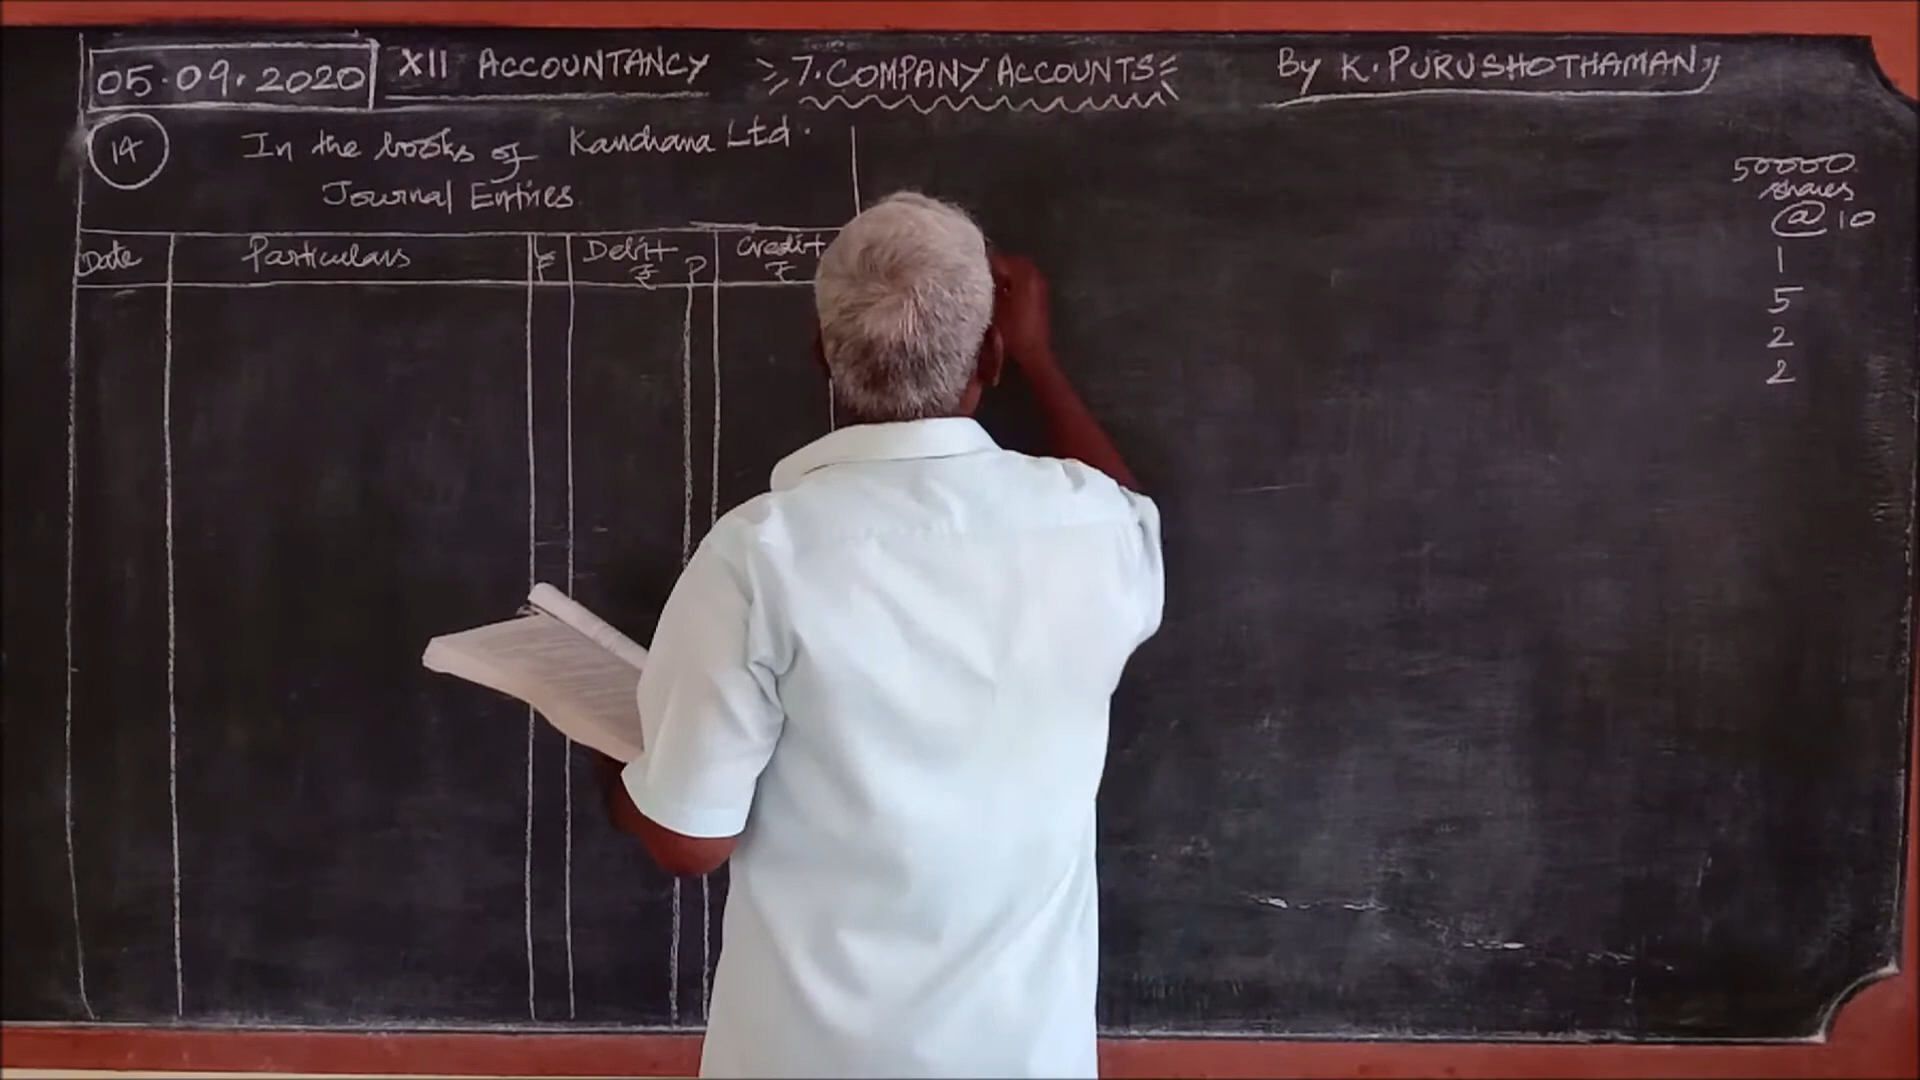 05.09.2020 XII ACCOUNTANCY 7. COMPANY ACCOUNTS By K. PURUSHOTHAMAN
14 In the books of Kandhana Ltd.
Journal Entries
Date Particulars L F Debit ₹ P Credit ₹
50000
shares
@ 10
1
5
2
2